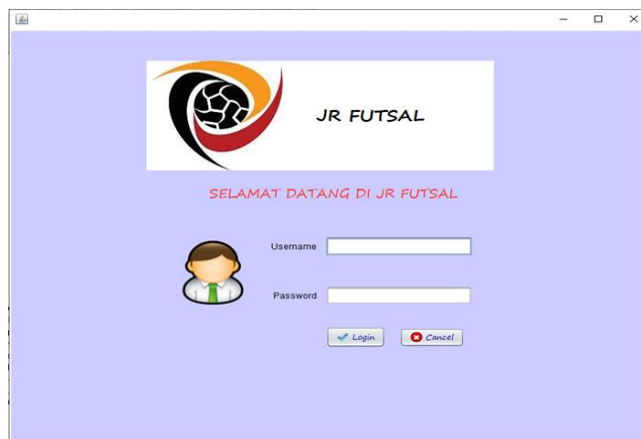 JR FUTSAL
SELAMAT DATANG DI JR FUTSAL
Username
Password
Login
Cancel